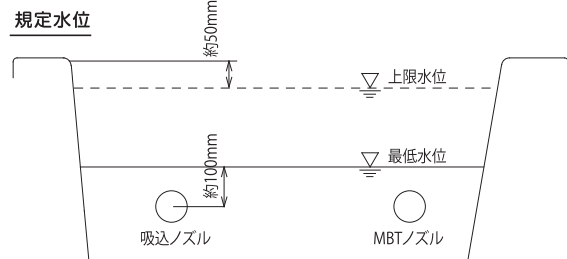 規定水位
約50mm
上限水位
最低水位
約100mm
吸込ノズル
MBTノズル